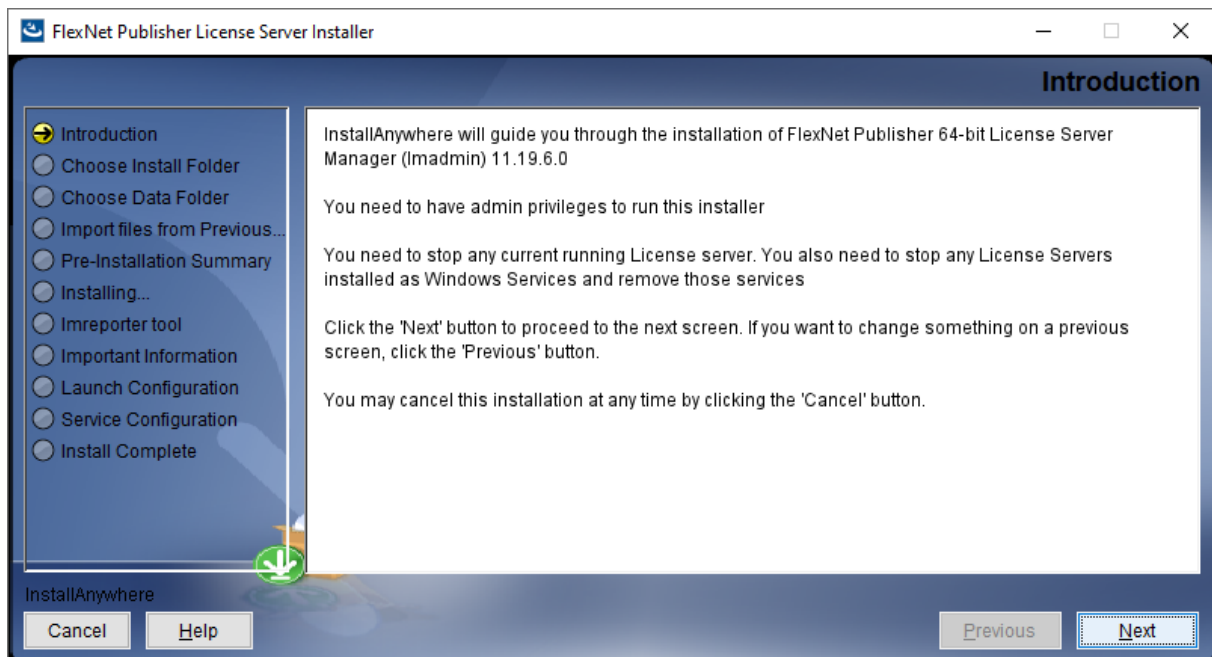 FlexNet Publisher License Server Installer
Introduction
Introduction
Choose Install Folder
Choose Data Folder
Import files from Previous...
Pre-Installation Summary
Installing...
lmreporter tool
Important Information
Launch Configuration
Service Configuration
Install Complete
InstallAnywhere will guide you through the installation of FlexNet Publisher 64-bit License Server
Manager (lmadmin) 11.19.6.0
You need to have admin privileges to run this installer
You need to stop any current running License server. You also need to stop any License Servers
installed as Windows Services and remove those services
Click the 'Next' button to proceed to the next screen. If you want to change something on a previous
screen, click the 'Previous' button.
You may cancel this installation at any time by clicking the 'Cancel' button.
InstallAnywhere
Cancel
Help
Previous
Next